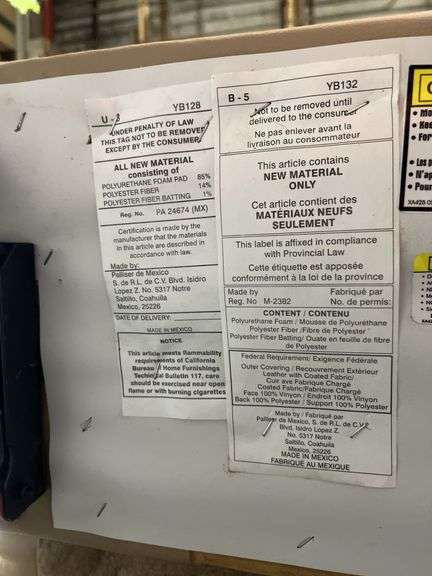 U - 3 YB128
UNDER PENALTY OF LAW
THIS TAG NOT TO BE REMOVED
EXCEPT BY THE CONSUMER
ALL NEW MATERIAL
consisting of
POLYURETHANE FOAM PAD 85%
POLYESTER FIBER 14%
POLYESTER FIBER BATTING 1%
Reg. No. PA 24674 (MX)
Certification is made by the
manufacturer that the materials
in this article are described in
accordance with law.
Made by:
Palliser de Mexico
S. de R.L. de C.V. Blvd. Isidro
Lopez Z. No. 5317 Notre
Saltillo, Coahuila
Mexico, 25226
DATE OF DELIVERY:
MADE IN MEXICO
NOTICE
This article meets flammability
requirements of California
Bureau of Home Furnishings
Technical Bulletin 117, care
should be exercised near open
flame or with burning cigarettes
B - 5 YB132
Not to be removed until
delivered to the consumer
Ne pas enlever avant la
livraison au consommateur
This article contains
NEW MATERIAL
ONLY
Cet article contient des
MATÉRIAUX NEUFS
SEULEMENT
This label is affixed in compliance
with Provincial Law
Cette étiquette est apposée
conformément à la loi de la province
Made by Fabriqué par
Reg. No M-2382 No. de permis:
CONTENT / CONTENU
Polyurethane Foam / Mousse de Polyuréthane
Polyester Fiber /Fibre de Polyester
Polyester Fiber Batting / Ouate en feuille de fibre
de Polyester
Federal Requirement/ Exigence Fédérale
Outer Covering / Recouvrement Extérieur
Leather with Coated Fabric/
Cuir ave Fabrique Chargé
Coated Fabric/Fabrique Chargé
Face 100% Vinyon / Endroit 100% Vinyon
Back 100% Polyester / Support 100% Polyester
Made by / Fabriqué par
Palliser de Mexico, S. de R.L. de C.V.
Blvd. Isidro Lopez Z.
No. 5317 Notre
Saltillo, Coahuila
Mexico, 25226
MADE IN MEXICO
FABRIQUÉ AU MEXIQUE